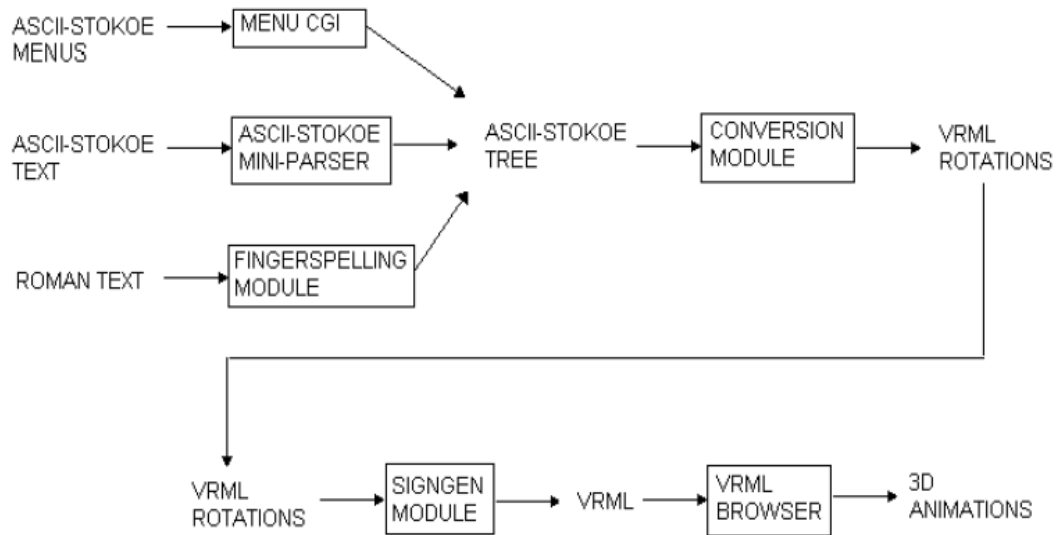 ASCII-STOKOE
MENUS
MENU CGI
ASCII-STOKOE
TEXT
ASCII-STOKOE
MINI-PARSER
ROMAN TEXT
FINGERSPELLING
MODULE
ASCII-STOKOE
TREE
CONVERSION
MODULE
VRML
ROTATIONS
VRML
ROTATIONS
SIGNGEN
MODULE
VRML
VRML
BROWSER
3D
ANIMATIONS